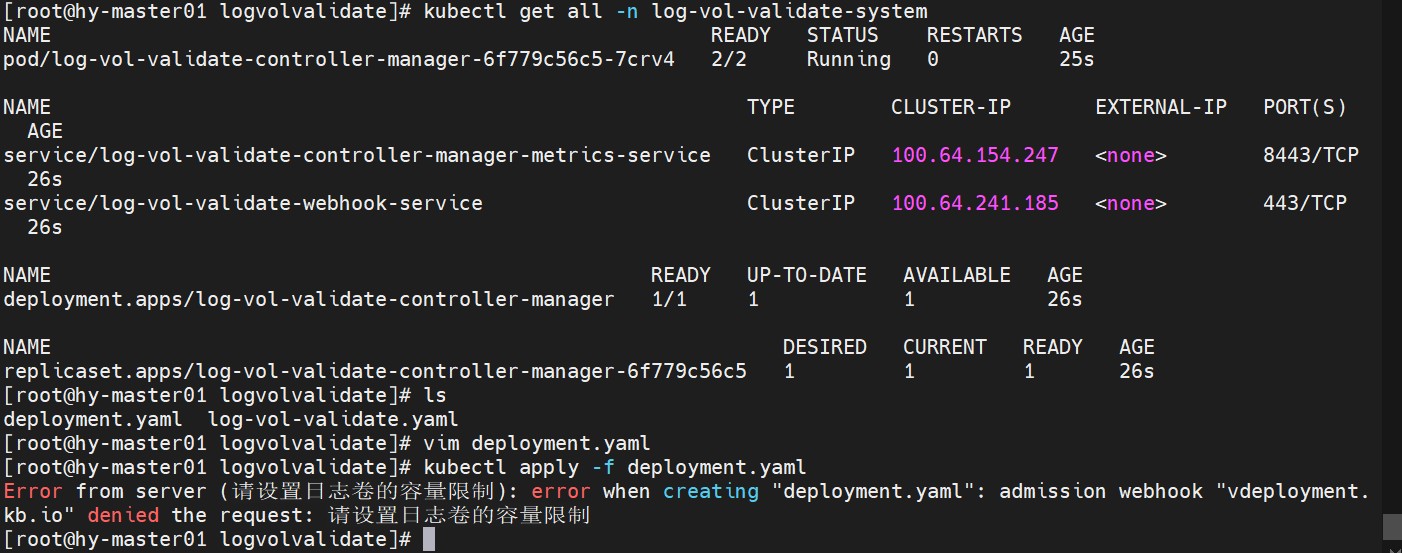 [root@hy-master01 logvolvalidate]# kubectl get all -n log-vol-validate-system
NAME READY STATUS RESTARTS AGE
pod/log-vol-validate-controller-manager-6f779c56c5-7crv4 2/2 Running 0 25s
NAME TYPE CLUSTER-IP EXTERNAL-IP PORT(S)
AGE
service/log-vol-validate-controller-manager-metrics-service ClusterIP 100.64.154.247 <none> 8443/TCP
26s
service/log-vol-validate-webhook-service ClusterIP 100.64.241.185 <none> 443/TCP
26s
NAME READY UP-TO-DATE AVAILABLE AGE
deployment.apps/log-vol-validate-controller-manager 1/1 1 1 26s
NAME DESIRED CURRENT READY AGE
replicaset.apps/log-vol-validate-controller-manager-6f779c56c5 1 1 1 26s
[root@hy-master01 logvolvalidate]# ls
deployment.yaml log-vol-validate.yaml
[root@hy-master01 logvolvalidate]# vim deployment.yaml
[root@hy-master01 logvolvalidate]# kubectl apply -f deployment.yaml
Error from server (请设置日志卷的容量限制): error when creating "deployment.yaml": admission webhook "vdeployment.
kb.io" denied the request: 请设置日志卷的容量限制
[root@hy-master01 logvolvalidate]#